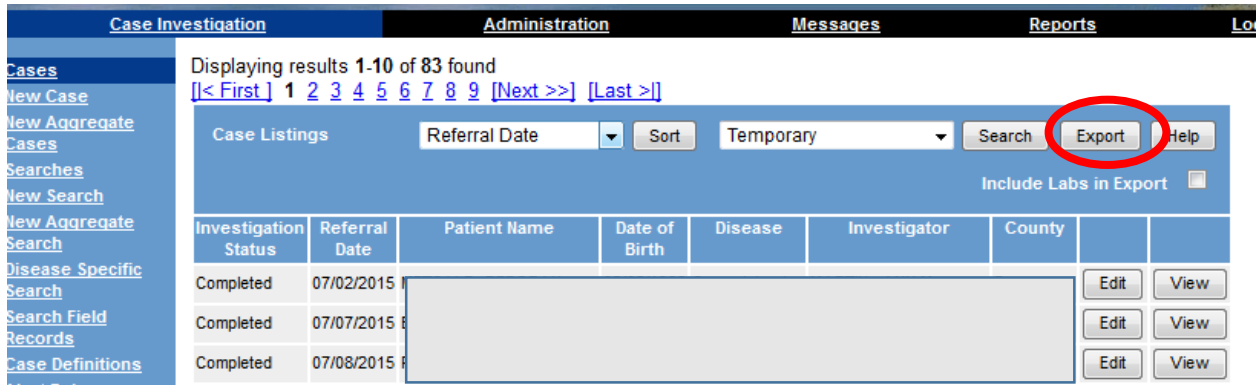 Case Investigation Administration Messages Reports
Cases
New Case
New Aggregate
Cases
Searches
New Search
New Aggregate
Search
Disease Specific
Search
Search Field
Records
Case Definitions
Displaying results 1-10 of 83 found
[|< First ] 1 2 3 4 5 6 7 8 9 [Next >>] [Last >|]
Case Listings Referral Date Sort Temporary Search Export Help
Include Labs in Export
Investigation Status Referral Date Patient Name Date of Birth Disease Investigator County
Completed 07/02/2015 Edit View
Completed 07/07/2015 Edit View
Completed 07/08/2015 Edit View